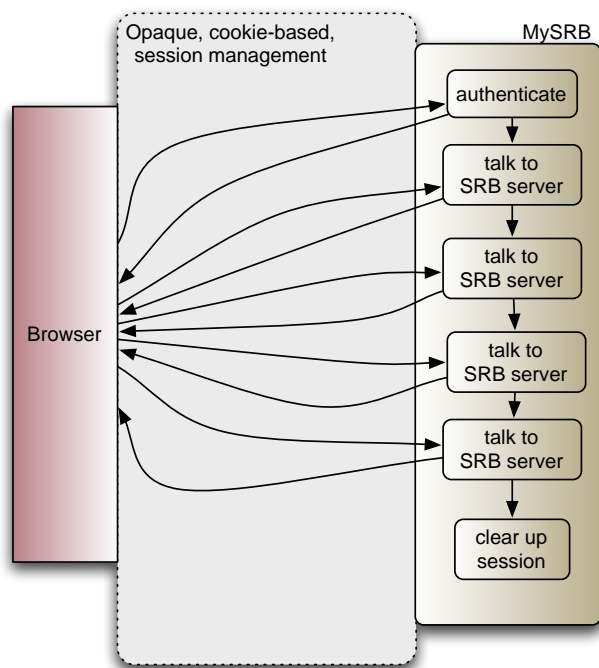 Opaque, cookie-based,
session management
MySRB
Browser
authenticate
talk to
SRB server
talk to
SRB server
talk to
SRB server
talk to
SRB server
clear up
session